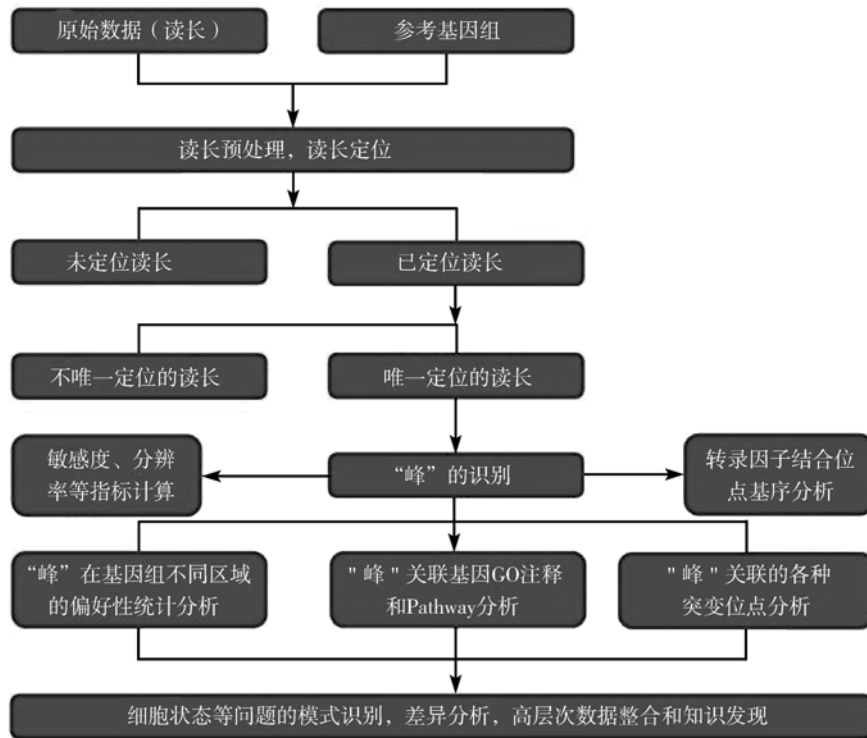 原始数据(读长)
参考基因组
读长预处理,读长定位
未定位读长
已定位读长
不唯一定位的读长
唯一定位的读长
敏感度、分辨
率等指标计算
“峰”的识别
转录因子结合位
点基序分析
“峰”在基因组不同区域
的偏好性统计分析
"峰"关联基因GO注释
和Pathway分析
"峰"关联的各种
突变位点分析
细胞状态等问题的模式识别,差异分析,高层次数据整合和知识发现